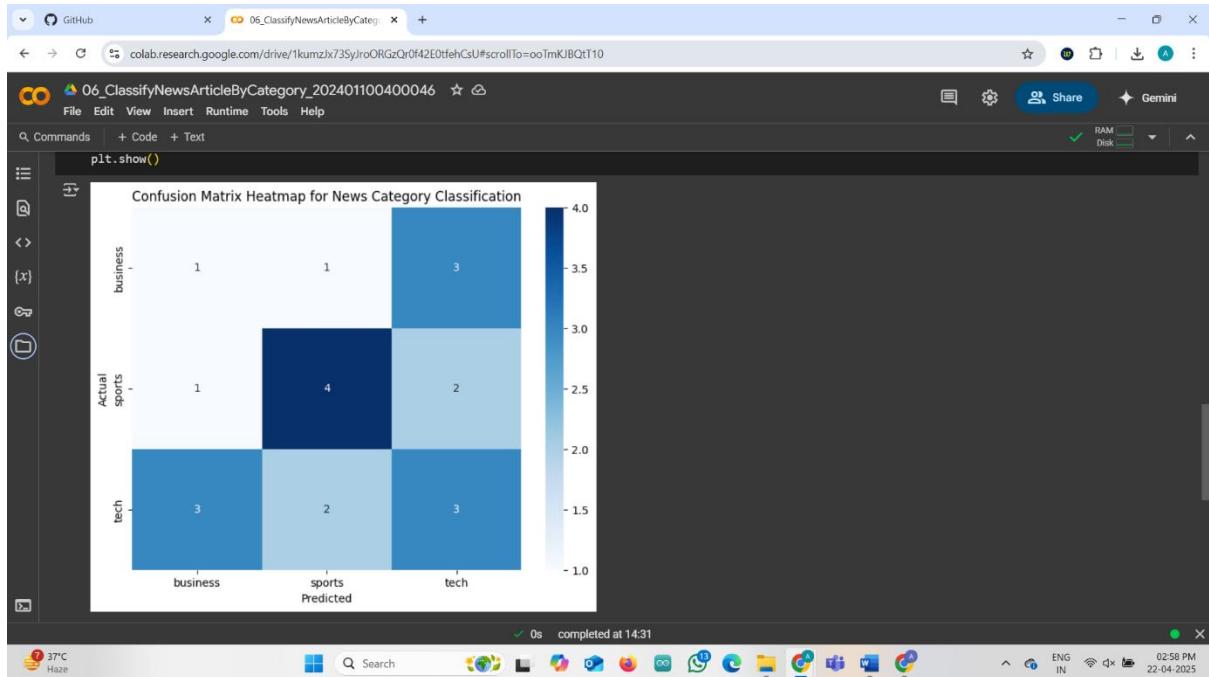 GitHub
06_ClassifyNewsArticleByCateg
colab.research.google.com/drive/1kumzJx73SyJroORGzQr0f42E0tfehCsU#scrollTo=ooTmKJBQtT10
06_ClassifyNewsArticleByCategory_202401100400046
File Edit View Insert Runtime Tools Help
Share
Gemini
Commands + Code + Text
RAM
Disk
plt.show()
Confusion Matrix Heatmap for News Category Classification
4.0
3.5
3.0
2.5
2.0
1.5
1.0
business
1 1 3
Actual
sports
1 4 2
tech
3 2 3
business sports tech
Predicted
{x}
0s completed at 14:31
7
37°C
Haze
Search
13
ENG
IN
02:58 PM
22-04-2025